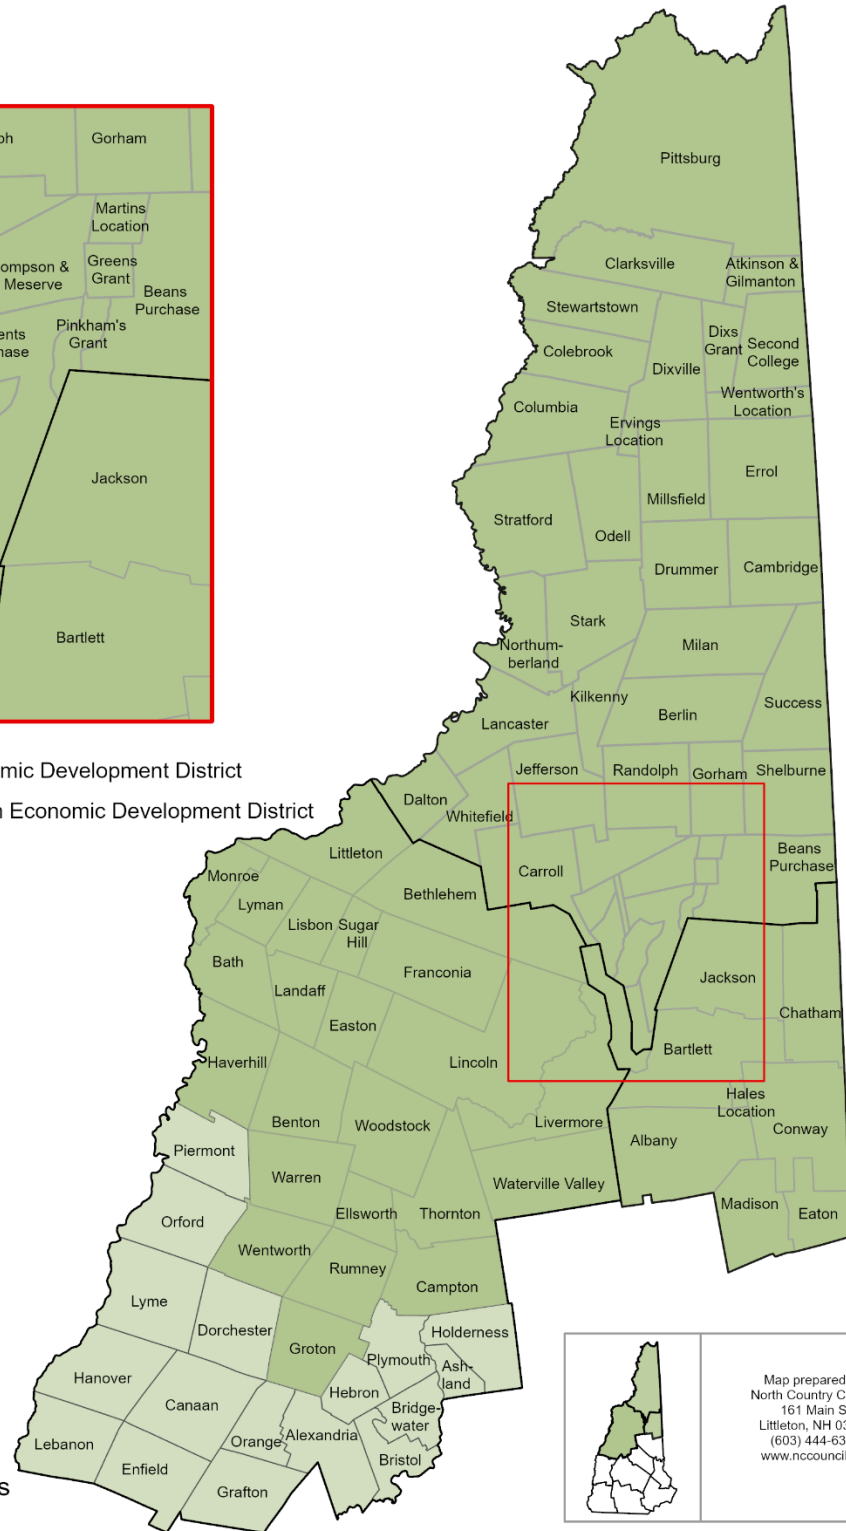 Pittsburg
Clarksville
Atkinson &
Gilmanton
Stewartstown
Dixs
Grant
Second
College
Colebrook
Dixville
Wentworth's
Location
Columbia
Ervings
Location
Errol
Millsfield
Stratford
Odell
Drummer
Cambridge
Stark
Northum-
berland
Milan
Kilkenny
Success
Berlin
Lancaster
Jefferson
Randolph
Gorham
Shelburne
Dalton
Whitefield
Carroll
Beans
Purchase
Littleton
Monroe
Bethlehem
Lyman
Lisbon
Sugar
Hill
Bath
Franconia
Landaff
Jackson
Easton
Chatham
Haverhill
Lincoln
Bartlett
Hales
Location
Benton
Woodstock
Livermore
Conway
Albany
Piermont
Warren
Waterville Valley
Madison
Eaton
Orford
Ellsworth
Thornton
Wentworth
Rumney
Campton
Lyme
Dorchester
Holderness
Groton
Plymouth
Ash-
land
Hanover
Hebron
Canaan
Bridge-
water
Lebanon
Orange
Alexandria
Bristol
Enfield
Grafton
ph
Gorham
Martins
Location
ompson &
Meserve
Greens
Grant
Beans
Purchase
ents
hase
Pinkham's
Grant
Jackson
Bartlett
mic Development District
n Economic Development District
s
Map prepared
North Country C
161 Main S
Littleton, NH 03
(603) 444-63
www.nccouncil